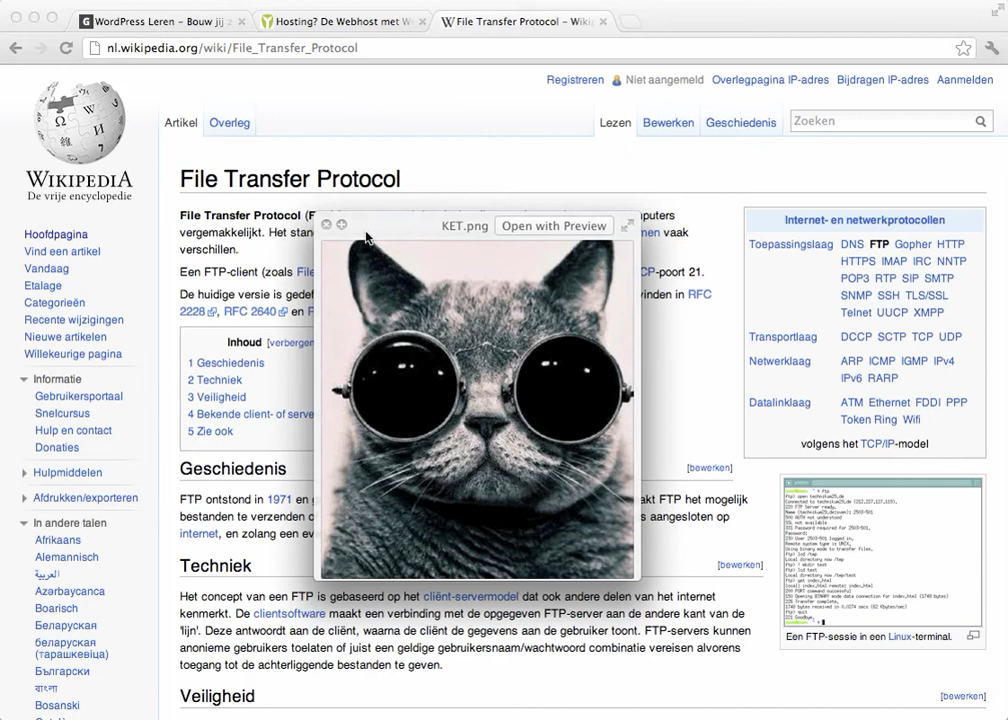 WordPress Leren – Bouw jij z
Hosting? De Webhost met W
File Transfer Protocol – Wiki
nl.wikipedia.org/wiki/File_Transfer_Protocol
Registreren Niet aangemeld Overlegpagina IP-adres Bijdragen IP-adres Aanmelden
Artikel Overleg Lezen Bewerken Geschiedenis Zoeken
WIKIPEDIA
De vrije encyclopedie
Hoofdpagina
Vind een artikel
Vandaag
Etalage
Categorieën
Recente wijzigingen
Nieuwe artikelen
Willekeurige pagina
Informatie
Gebruikersportaal
Snelcursus
Hulp en contact
Donaties
Hulpmiddelen
Afdrukken/exporteren
In andere talen
Afrikaans
Alemannisch
العربية
Azərbaycanca
Boarisch
Беларуская
беларуская
(тарашкевіца)
Български
বাংলা
Bosanski
File Transfer Protocol
File Transfer Protocol (F
vergemakkelijkt. Het stan vaak
verschillen.
Een FTP-client (zoals File CP-poort 21.
De huidige versie is gedef vinden in RFC
2228, RFC 2640 en
KET.png Open with Preview
Inhoud [verbergen
1 Geschiedenis
2 Techniek
3 Veiligheid
4 Bekende client- of serve
5 Zie ook
Geschiedenis [bewerken]
FTP ontstond in 1971 en akt FTP het mogelijk
bestanden te verzenden aangesloten op
internet, en zolang een
Techniek [bewerken]
Het concept van een FTP is gebaseerd op het cliënt-servermodel dat ook andere delen van het internet
kenmerkt. De clientsoftware maakt een verbinding met de opgegeven FTP-server aan de andere kant van de
'lijn'. Deze antwoordt aan de cliënt, waarna de cliënt de gegevens aan de gebruiker toont. FTP-servers kunnen
anonieme gebruikers toelaten of juist een geldige gebruikersnaam/wachtwoord combinatie vereisen alvorens
toegang tot de achterliggende bestanden te geven.
Veiligheid [bewerken]
Internet- en netwerkprotocollen
Toepassingslaag DNS FTP Gopher HTTP
HTTPS IMAP IRC NNTP
POP3 RTP SIP SMTP
SNMP SSH TLS/SSL
Telnet UUCP XMPP
Transportlaag DCCP SCTP TCP UDP
Netwerklaag ARP ICMP IGMP IPv4
IPv6 RARP
Datalinklaag ATM Ethernet FDDI PPP
Token Ring Wifi
volgens het TCP/IP-model
Een FTP-sessie in een Linux-terminal.